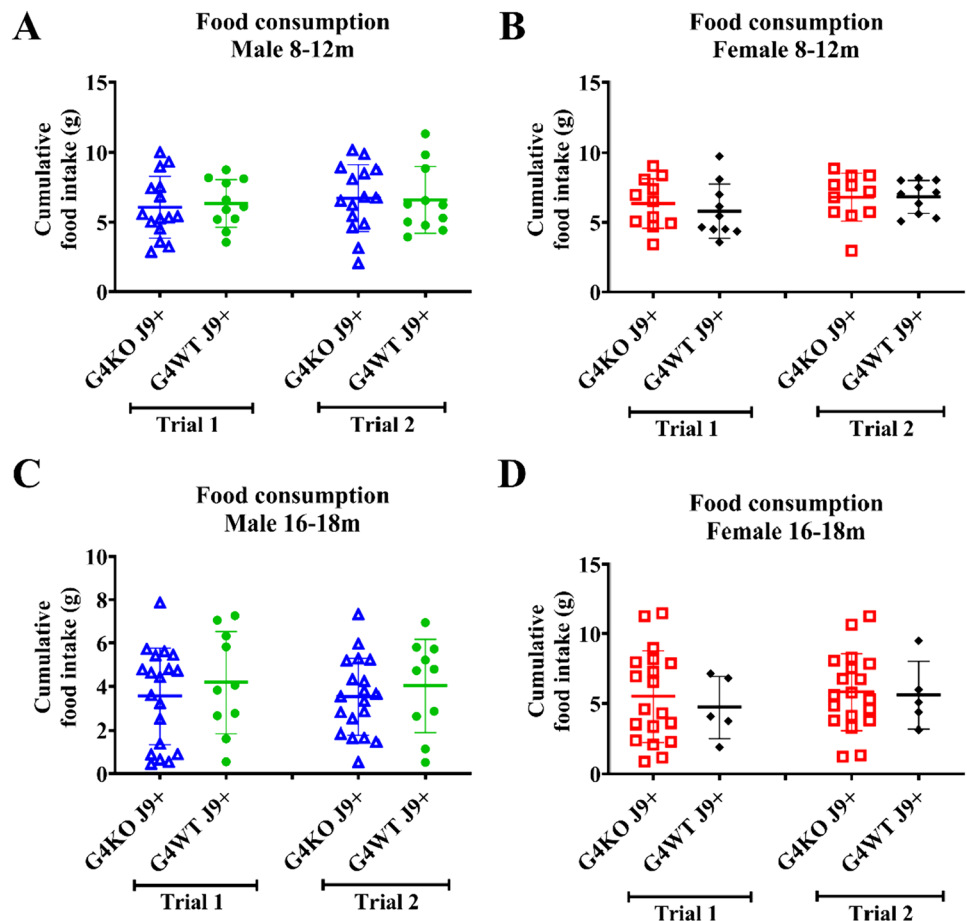 A
Food consumption
Male 8-12m
Cumulative
food intake (g)
15
10
5
0
G4KO J9+
G4WT J9+
G4KO J9+
G4WT J9+
Trial 1
Trial 2
B
Food consumption
Female 8-12m
Cumulative
food intake (g)
15
10
5
0
G4KO J9+
G4WT J9+
G4KO J9+
G4WT J9+
Trial 1
Trial 2
C
Food consumption
Male 16-18m
Cumulative
food intake (g)
10
8
6
4
2
0
G4KO J9+
G4WT J9+
G4KO J9+
G4WT J9+
Trial 1
Trial 2
D
Food consumption
Female 16-18m
Cumulative
food intake (g)
15
10
5
0
G4KO J9+
G4WT J9+
G4KO J9+
G4WT J9+
Trial 1
Trial 2